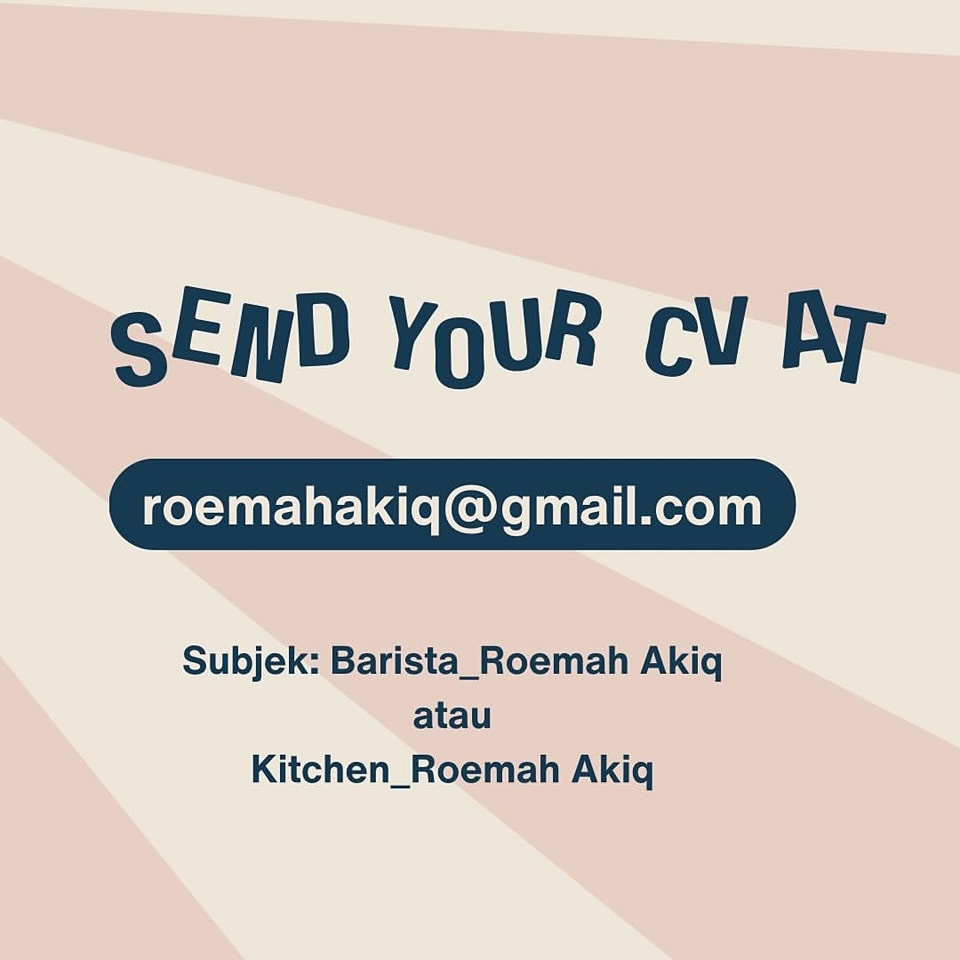 SEND YOUR CV AT
roemahakiq@gmail.com
Subjek: Barista_Roemah Akiq
atau
Kitchen_Roemah Akiq